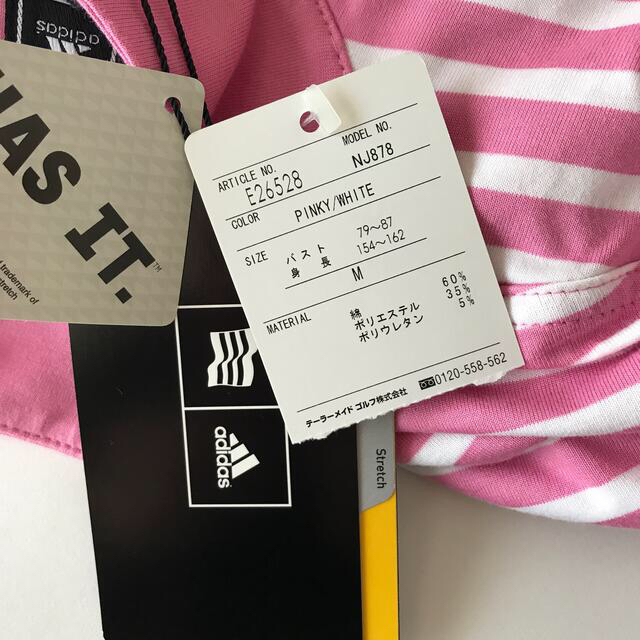 adidas
HAS IT.™
trademark of
stretch
ARTICLE NO.
MODEL NO.
E26528
NJ878
COLOR
PINKY/WHITE
SIZE
バスト
79～87
身 長
154～162
M
MATERIAL
綿
60%
ポリエステル
35%
ポリウレタン
5%
テーラーメイド ゴルフ株式会社
0120-558-562
adidas
Stretch